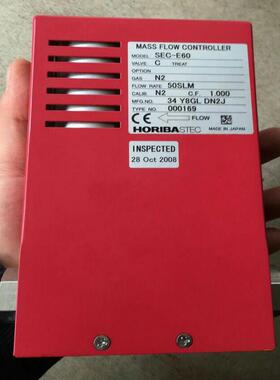 MASS FLOW CONTROLLER
MODEL SEC-E60
VALVE C TREAT
OPTION
GAS N2
FLOW RATE 50SLM
CALIB. N2 C.F. 1.000
MFG.NO. 34 Y8GL DN2J
TYPE NO. 000169
CE FLOW
HORIBASTEC MADE IN JAPAN
INSPECTED
28 Oct 2008